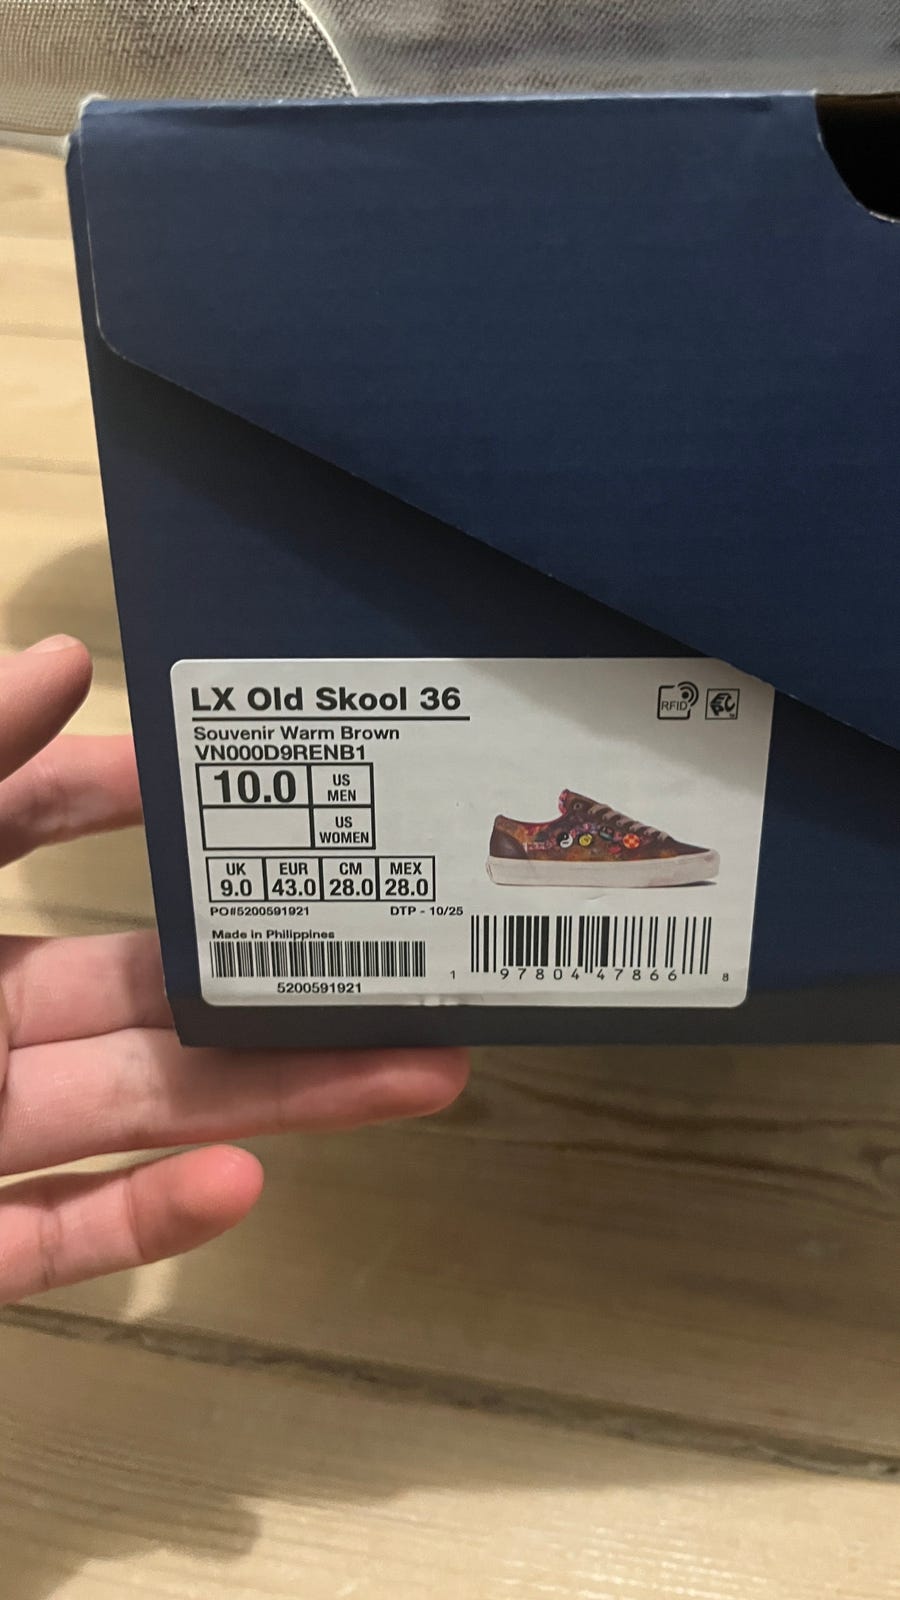 LX Old Skool 36
RFID
Souvenir Warm Brown
VN000D9RENB1
10.0 US MEN
US WOMEN
UK EUR CM MEX
9.0 43.0 28.0 28.0
PO#5200591921 DTP - 10/25
Made in Philippines
5200591921
1 97804 47866 8